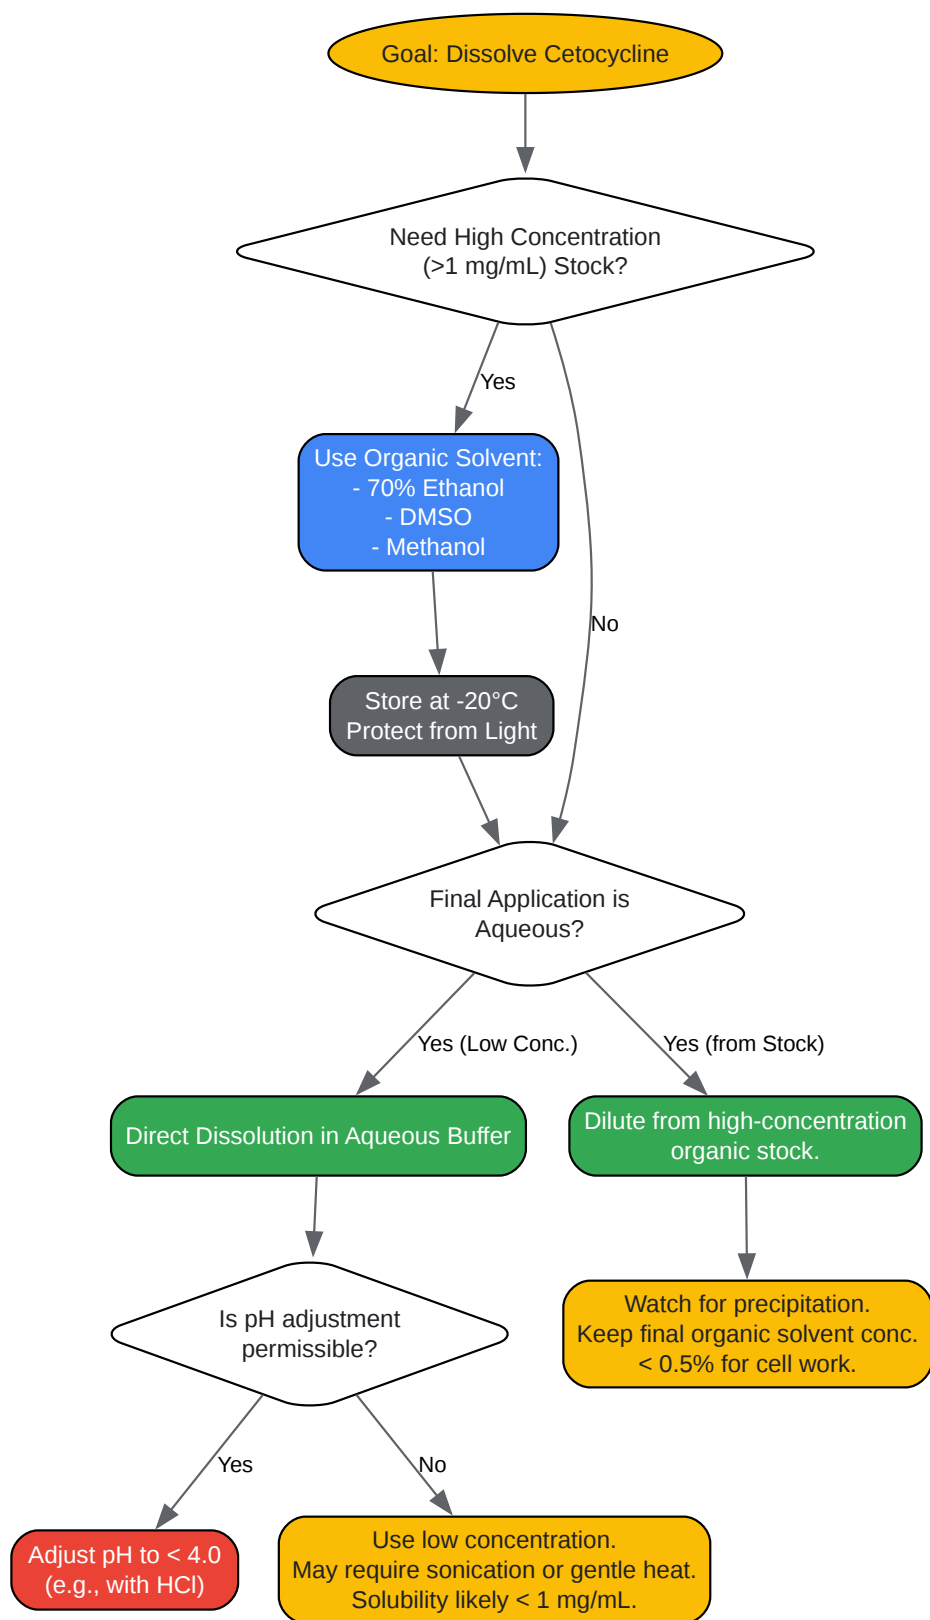 Goal: Dissolve Cetocycline
Need High Concentration
(>1 mg/mL) Stock?
Yes
Use Organic Solvent:
- 70% Ethanol
- DMSO
- Methanol
No
Store at -20°C
Protect from Light
Final Application is
Aqueous?
Yes (Low Conc.)
Yes (from Stock)
Direct Dissolution in Aqueous Buffer
Dilute from high-concentration
organic stock.
Is pH adjustment
permissible?
Watch for precipitation.
Keep final organic solvent conc.
< 0.5% for cell work.
Yes
No
Adjust pH to < 4.0
(e.g., with HCl)
Use low concentration.
May require sonication or gentle heat.
Solubility likely < 1 mg/mL.